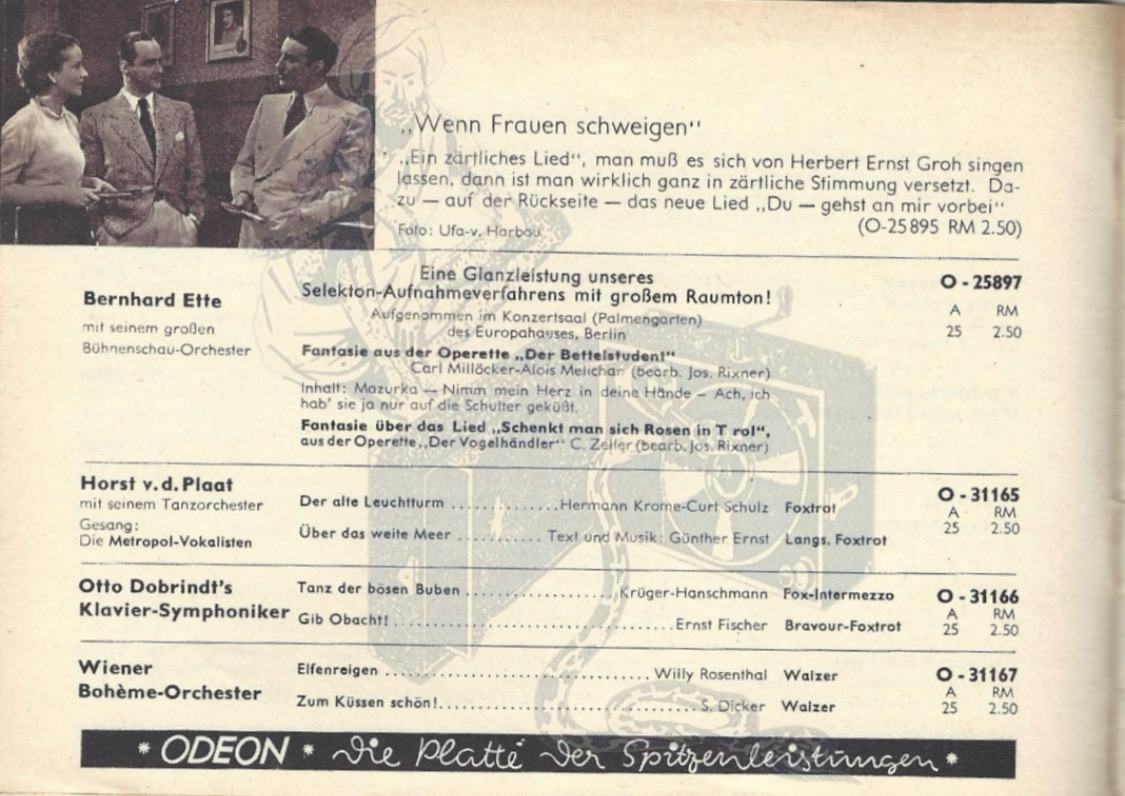 „Wenn Frauen schweigen"
„Ein zärtliches Lied", man muß es sich von Herbert Ernst Groh singen
lassen, dann ist man wirklich ganz in zärtliche Stimmung versetzt. Da-
zu — auf der Rückseite — das neue Lied „Du — gehst an mir vorbei"
Foto: Ufa-v. Harbou (O-25895 RM 2.50)
Bernhard Ette
mit seinem großen
Bühnenschau-Orchester
Eine Glanzleistung unseres
Selekton-Aufnahmeverfahrens mit großem Raumton!
Aufgenommen im Konzertsaal (Palmengarten)
des Europahauses, Berlin
Fantasie aus der Operette „Der Bettelstudent"
Carl Millöcker-Alois Melichar (bearb. Jos. Rixner)
Inhalt: Mazurka — Nimm mein Herz in deine Hände — Ach, ich
hab' sie ja nur auf die Schulter geküßt.
Fantasie über das Lied „Schenkt man sich Rosen in T rol",
aus der Operette „Der Vogelhändler" C. Zeller (bearb. Jos. Rixner)
O - 25897
A RM
25 2.50
Horst v. d. Plaat
mit seinem Tanzorchester
Gesang:
Die Metropol-Vokalisten
Der alte Leuchtturm ............ Hermann Krome-Curt Schulz Foxtrot
Über das weite Meer .......... Text und Musik: Günther Ernst Langs. Foxtrot
O - 31165
A RM
25 2.50
Otto Dobrindt's
Klavier-Symphoniker
Tanz der bösen Buben .................... Krüger-Hanschmann Fox-Intermezzo
Gib Obacht! ..................................... Ernst Fischer Bravour-Foxtrot
O - 31166
A RM
25 2.50
Wiener
Bohème-Orchester
Elfenreigen .................................. Willy Rosenthal Walzer
Zum Küssen schön! ................................. S. Dicker Walzer
O - 31167
A RM
25 2.50
* ODEON * die Platte der Spitzenleistungen *